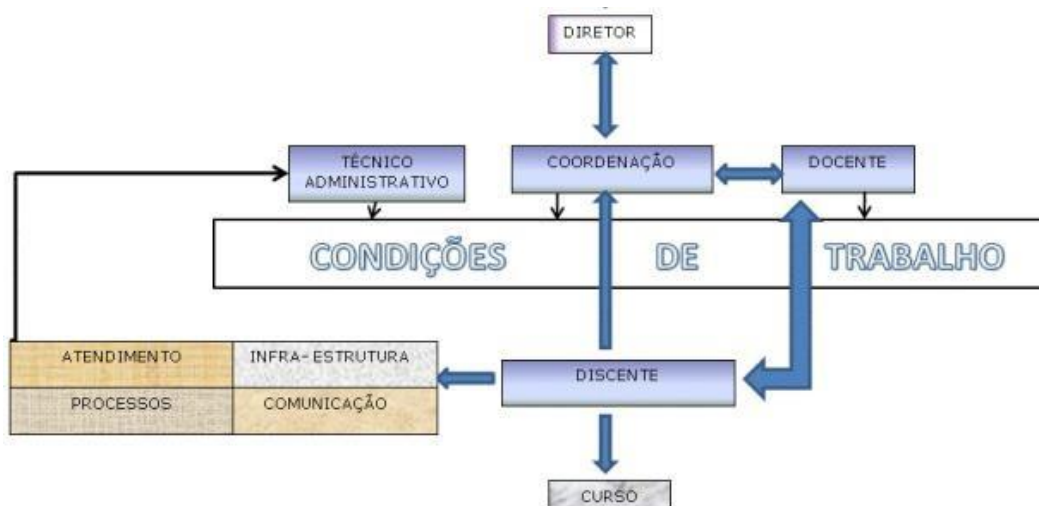 DIRETOR
TÉCNICO
ADMINISTRATIVO
COORDENAÇÃO
DOCENTE
CONDIÇÕES DE TRABALHO
ATENDIMENTO
INFRA-ESTRUTURA
DISCENTE
PROCESSOS
COMUNICAÇÃO
CURSO